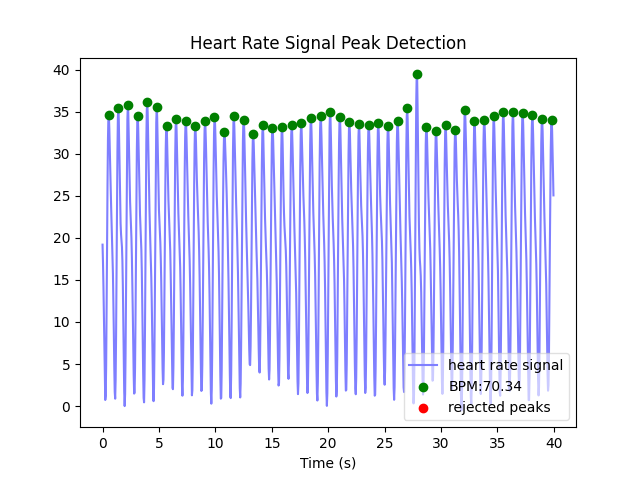 Heart Rate Signal Peak Detection
40
35
30
25
20
15
10
5
0
heart rate signal
BPM:70.34
rejected peaks
0 5 10 15 20 25 30 35 40
Time (s)